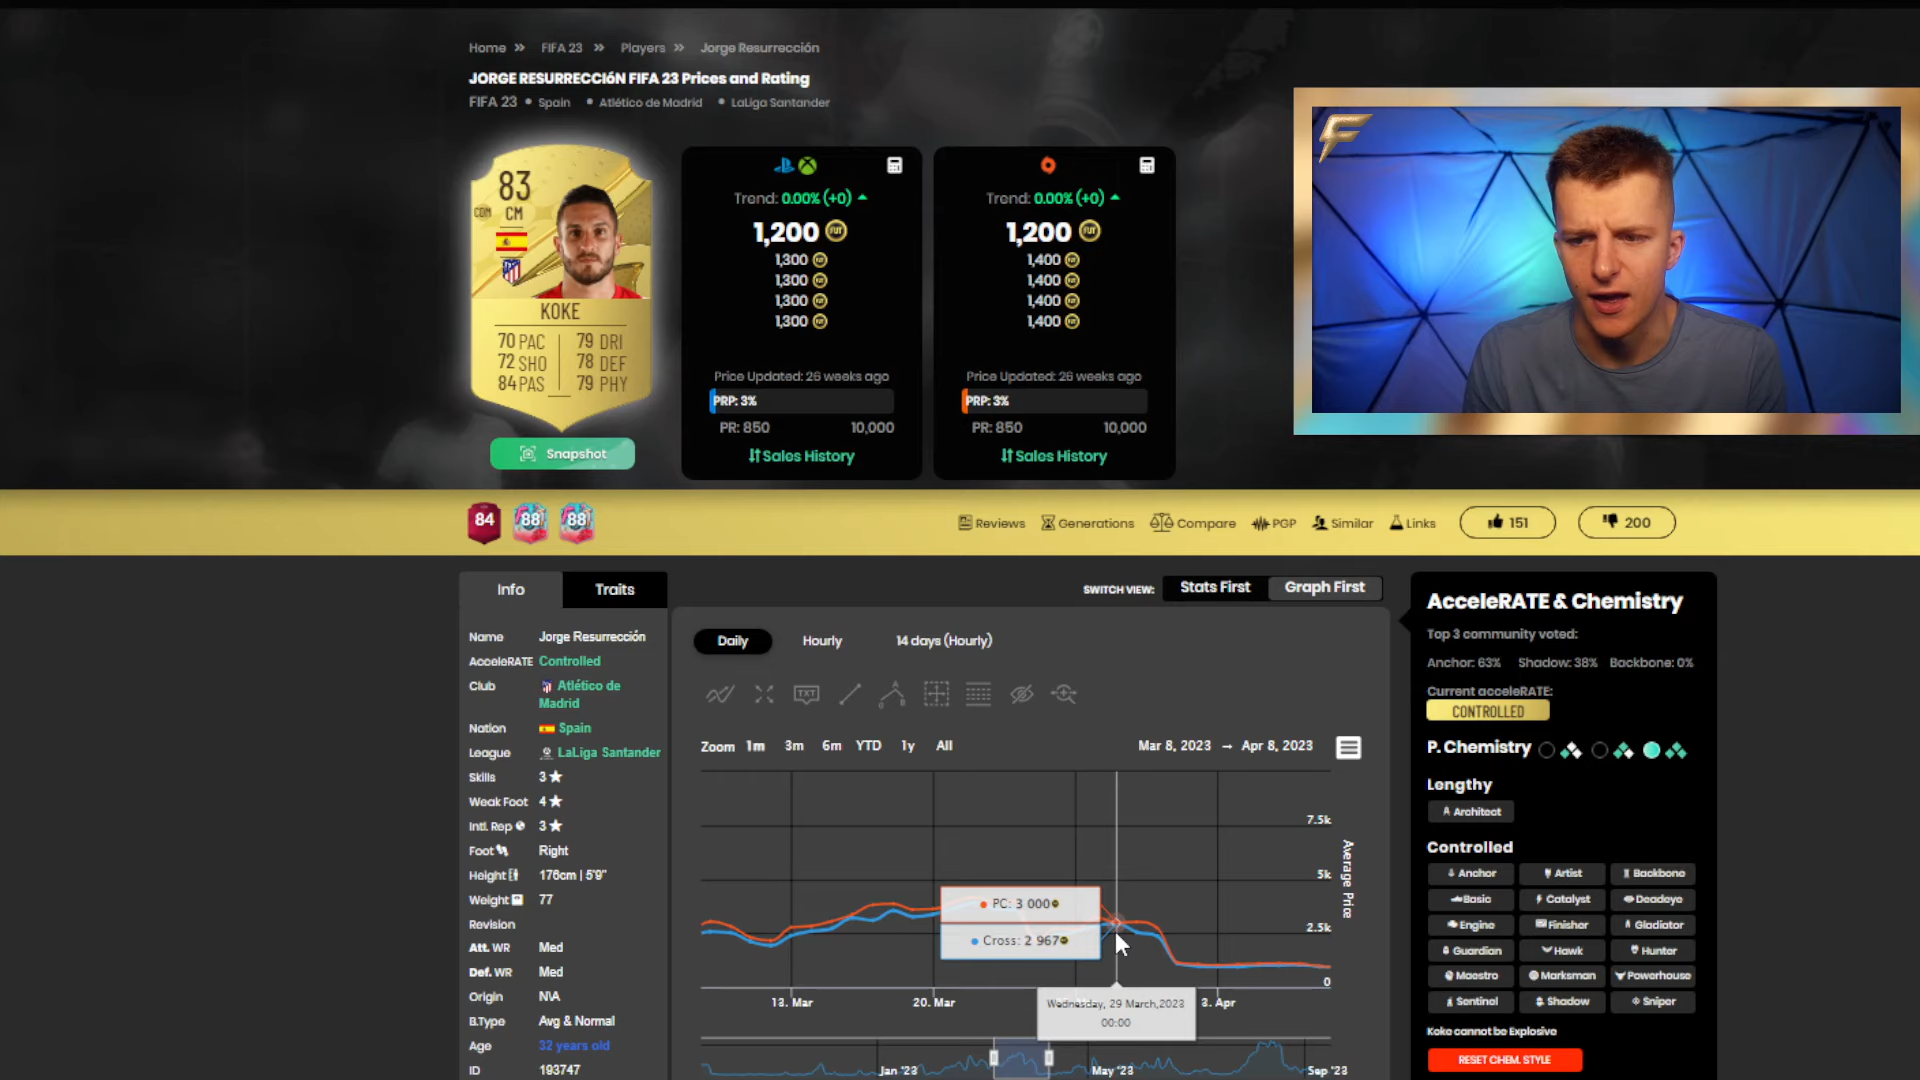 Home » FIFA 23 » Players » Jorge Resurrección
JORGE RESURRECCIóN FIFA 23 Prices and Rating
FIFA 23 • Spain • Atlético de Madrid • LaLiga Santander
83
CDM CM
KOKE
70 PAC 79 DRI
72 SHO 78 DEF
84 PAS 79 PHY
Snapshot
Trend: 0.00% (+0)
1,200
1,300
1,300
1,300
1,300
Price Updated: 26 weeks ago
PRP: 3%
PR: 850 10,000
Sales History
Trend: 0.00% (+0)
1,200
1,400
1,400
1,400
1,400
Price Updated: 26 weeks ago
PRP: 3%
PR: 850 10,000
Sales History
F
84 88 88
Reviews Generations Compare PGP Similar Links 151 200
Info Traits
Name Jorge Resurrección
AcceleRATE Controlled
Club Atlético de
Madrid
Nation Spain
League LaLiga Santander
Skills 3★
Weak Foot 4★
Intl. Rep 3★
Foot Right
Height 176cm | 5'9"
Weight 77
Revision
Att. WR Med
Def. WR Med
Origin N\A
B.Type Avg & Normal
Age 32 years old
ID 193747
SWITCH VIEW: Stats First Graph First
Daily Hourly 14 days (Hourly)
TXT
Zoom 1m 3m 6m YTD 1y All Mar 8, 2023 → Apr 8, 2023
7.5k
5k
2.5k
0
Average Price
PC: 3 000
Cross: 2 967
13. Mar 20. Mar 3. Apr
Wednesday, 29 March,2023
00:00
Jan '23 May '23 Sep '23
AcceleRATE & Chemistry
Top 3 community voted:
Anchor: 63% Shadow: 38% Backbone: 0%
Current acceleRATE:
CONTROLLED
P. Chemistry
Lengthy
Architect
Controlled
Anchor Artist Backbone
Basic Catalyst Deadeye
Engine Finisher Gladiator
Guardian Hawk Hunter
Maestro Marksman Powerhouse
Sentinel Shadow Sniper
Koke cannot be Explosive
RESET CHEM. STYLE